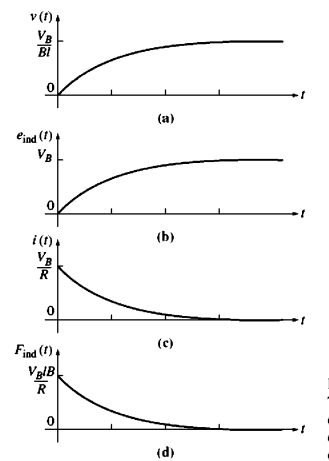 v(t)
V_B
Bl
0
t
(a)
e_ind(t)
V_B
0
t
(b)
i(t)
V_B
R
0
t
(c)
F_ind(t)
V_B lB
R
0
t
(d)